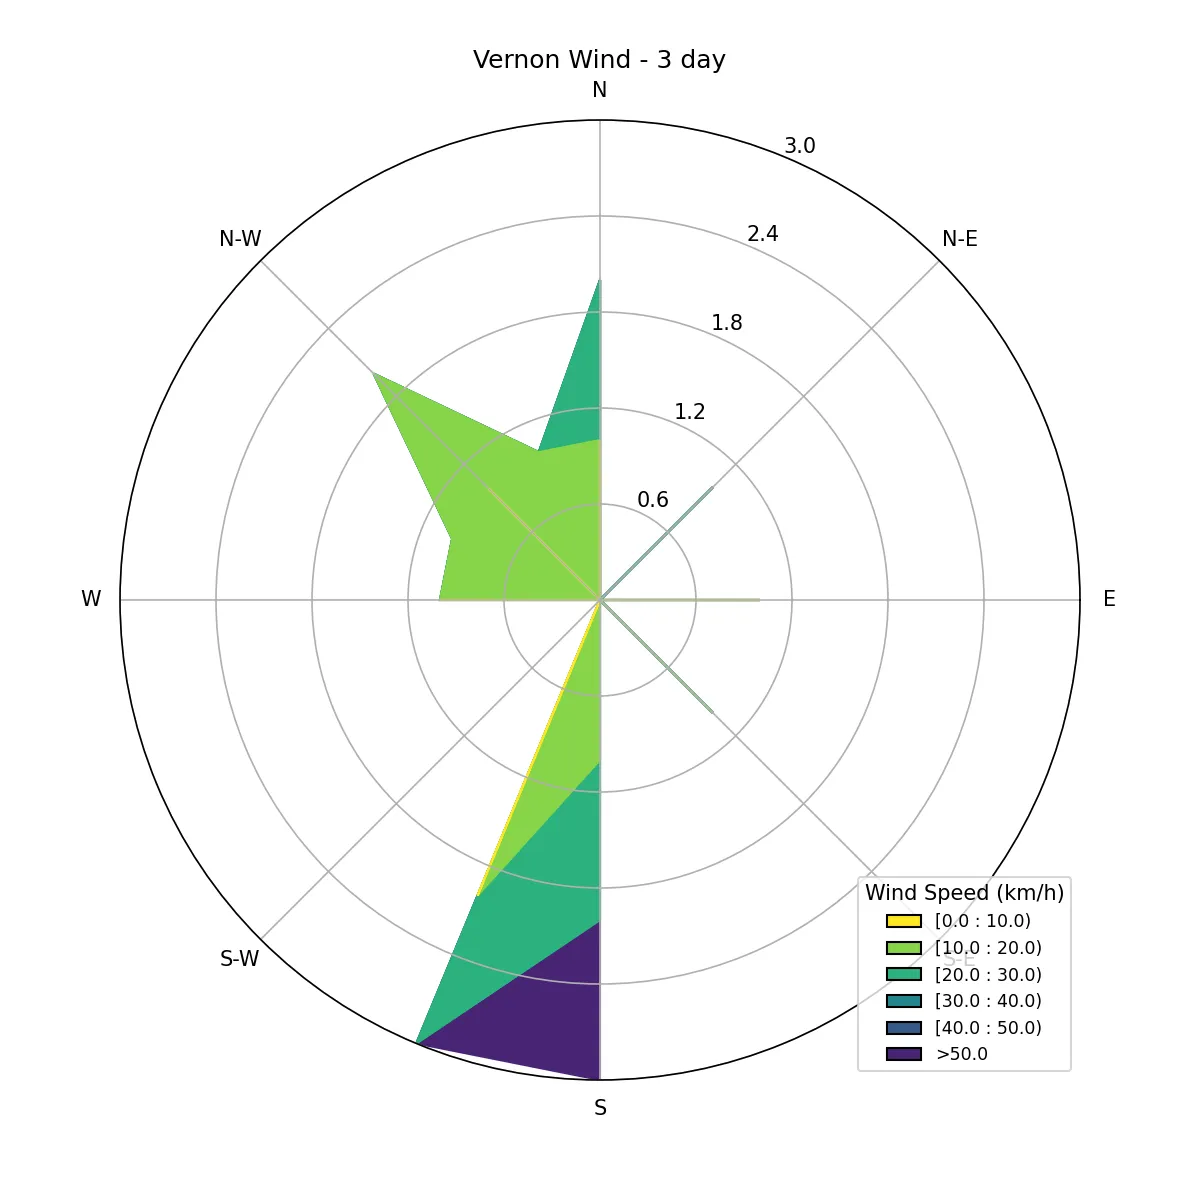 Vernon Wind - 3 day
N
3.0
N-W
N-E
2.4
1.8
1.2
0.6
W
E
Wind Speed (km/h)
[0.0 : 10.0)
[10.0 : 20.0)
S-W
S-E
[20.0 : 30.0)
[30.0 : 40.0)
[40.0 : 50.0)
>50.0
S